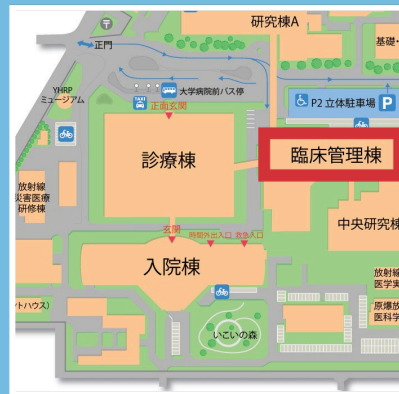 研究棟A
〒
正門
基礎・
YHRP
ミュージアム
大学病院前バス停
TAXI
正面玄関
P2 立体駐車場 P
診療棟
臨床管理棟
放射線
災害医療
研修棟
中央研究棟
玄関
時間外出入口
救急入口
入院棟
放射線
医学実
原爆放
医科学
ントハウス)
いこいの森